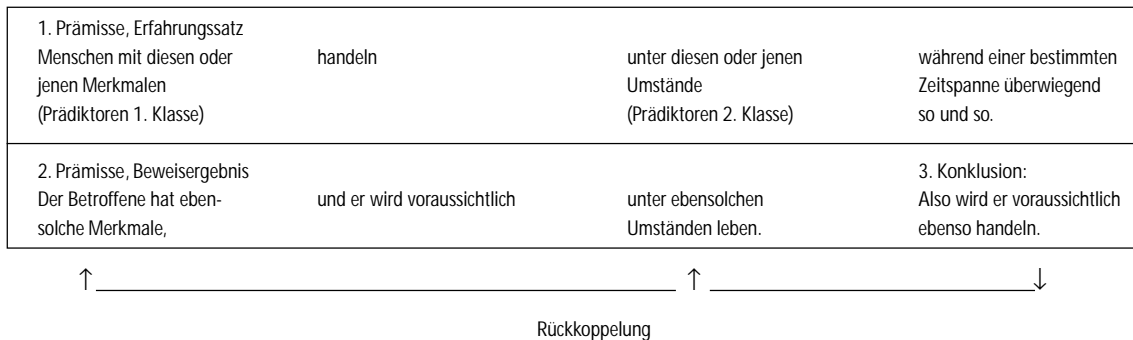 1. Prämisse, Erfahrungssatz
Menschen mit diesen oder
jenen Merkmalen
(Prädiktoren 1. Klasse)
handeln
unter diesen oder jenen
Umstände
(Prädiktoren 2. Klasse)
während einer bestimmten
Zeitspanne überwiegend
so und so.
2. Prämisse, Beweisergebnis
Der Betroffene hat eben-
solche Merkmale,
und er wird voraussichtlich
unter ebensolchen
Umständen leben.
3. Konklusion:
Also wird er voraussichtlich
ebenso handeln.
Rückkoppelung